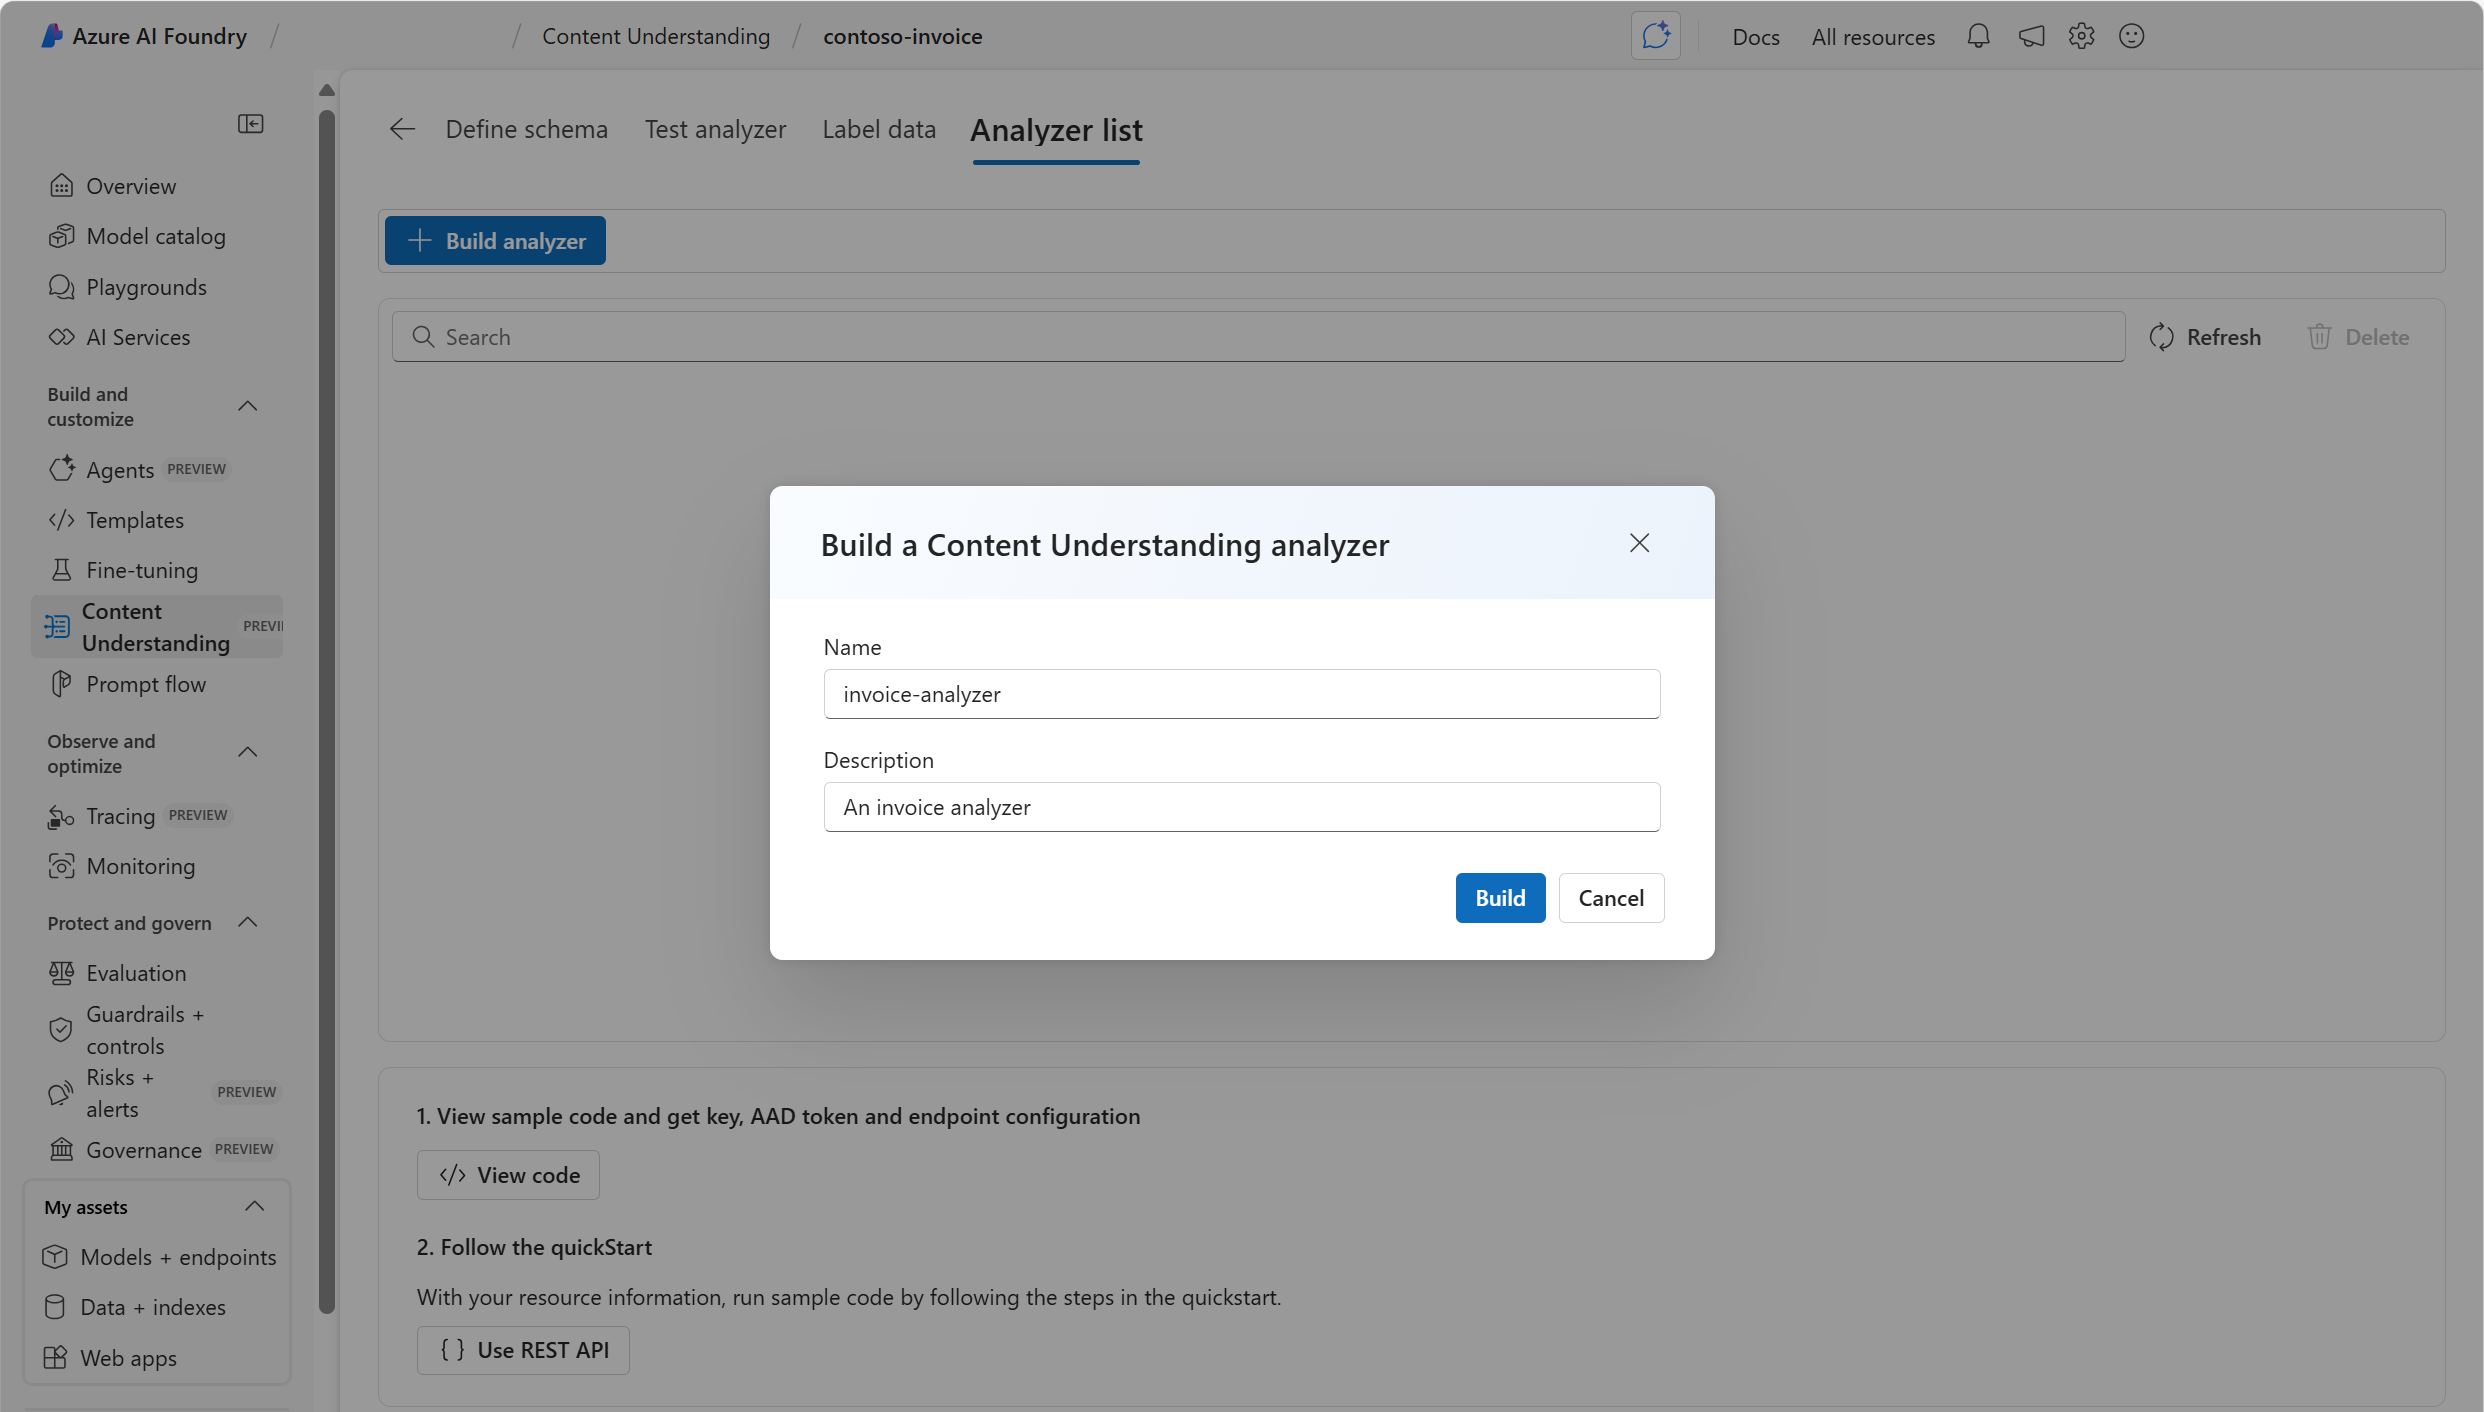 Azure AI Foundry / / Content Understanding / contoso-invoice
Docs All resources
Define schema Test analyzer Label data Analyzer list
Overview
Model catalog
Playgrounds
AI Services
Build and
customize
Agents PREVIEW
Templates
Fine-tuning
Content
Understanding PREVI
Prompt flow
Observe and
optimize
Tracing PREVIEW
Monitoring
Protect and govern
Evaluation
Guardrails +
controls
Risks +
alerts PREVIEW
Governance PREVIEW
My assets
Models + endpoints
Data + indexes
Web apps
Build analyzer
Search Refresh Delete
Build a Content Understanding analyzer
Name
invoice-analyzer
Description
An invoice analyzer
Build Cancel
1. View sample code and get key, AAD token and endpoint configuration
</> View code
2. Follow the quickStart
With your resource information, run sample code by following the steps in the quickstart.
{ } Use REST API